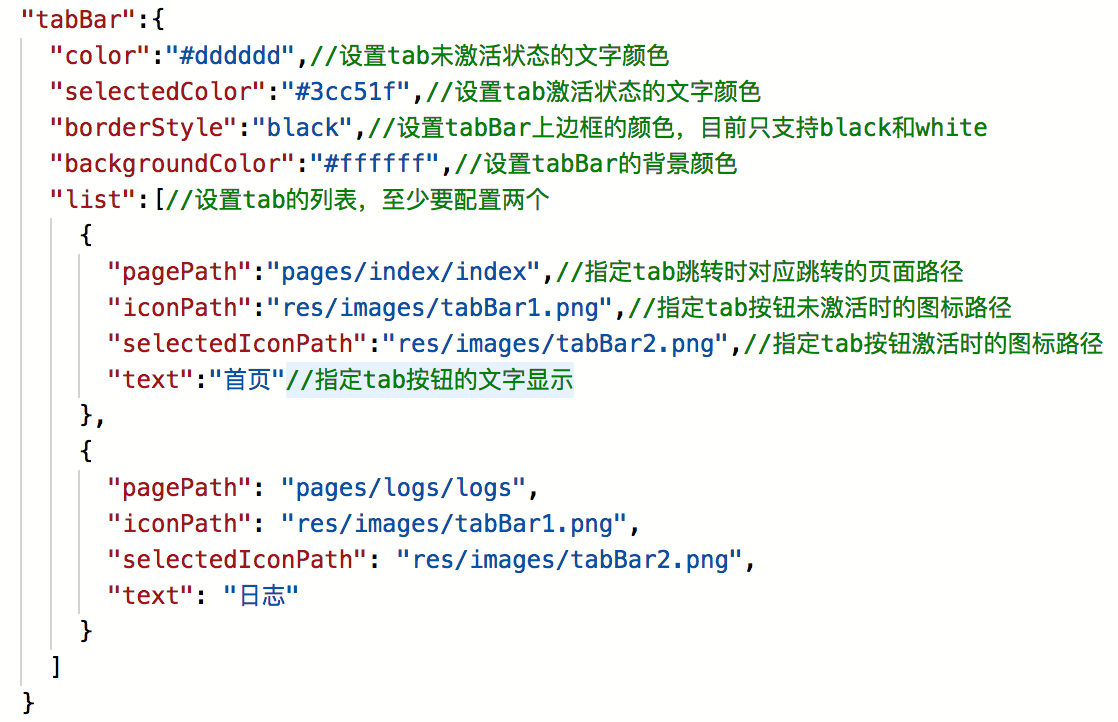 "tabBar":{
"color":"#dddddd",//设置tab未激活状态的文字颜色
"selectedColor":"#3cc51f",//设置tab激活状态的文字颜色
"borderStyle":"black",//设置tabBar上边框的颜色，目前只支持black和white
"backgroundColor":"#ffffff",//设置tabBar的背景颜色
"list":[//设置tab的列表，至少要配置两个
{
"pagePath":"pages/index/index",//指定tab跳转时对应跳转的页面路径
"iconPath":"res/images/tabBar1.png",//指定tab按钮未激活时的图标路径
"selectedIconPath":"res/images/tabBar2.png",//指定tab按钮激活时的图标路径
"text":"首页"//指定tab按钮的文字显示
},
{
"pagePath": "pages/logs/logs",
"iconPath": "res/images/tabBar1.png",
"selectedIconPath": "res/images/tabBar2.png",
"text": "日志"
}
]
}